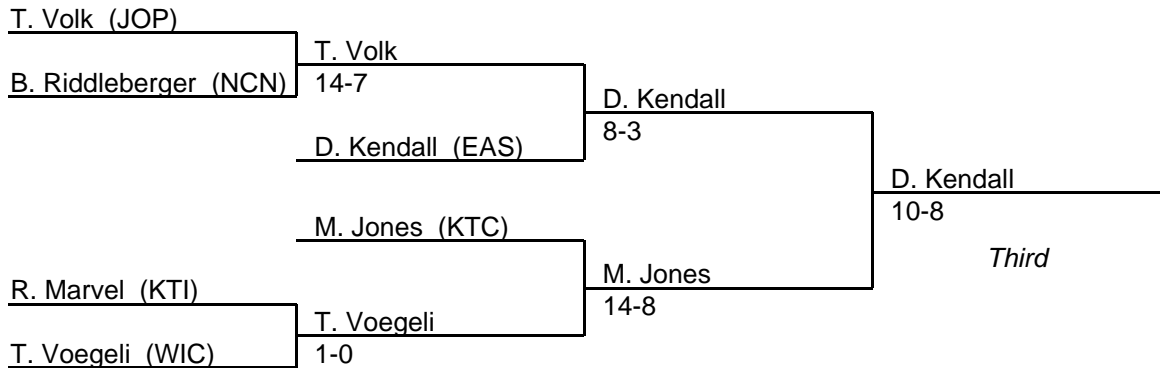 T. Volk (JOP)
T. Volk
B. Riddleberger (NCN)
14-7
D. Kendall
8-3
D. Kendall (EAS)
D. Kendall
10-8
M. Jones (KTC)
Third
M. Jones
R. Marvel (KTI)
14-8
T. Voegeli
T. Voegeli (WIC)
1-0